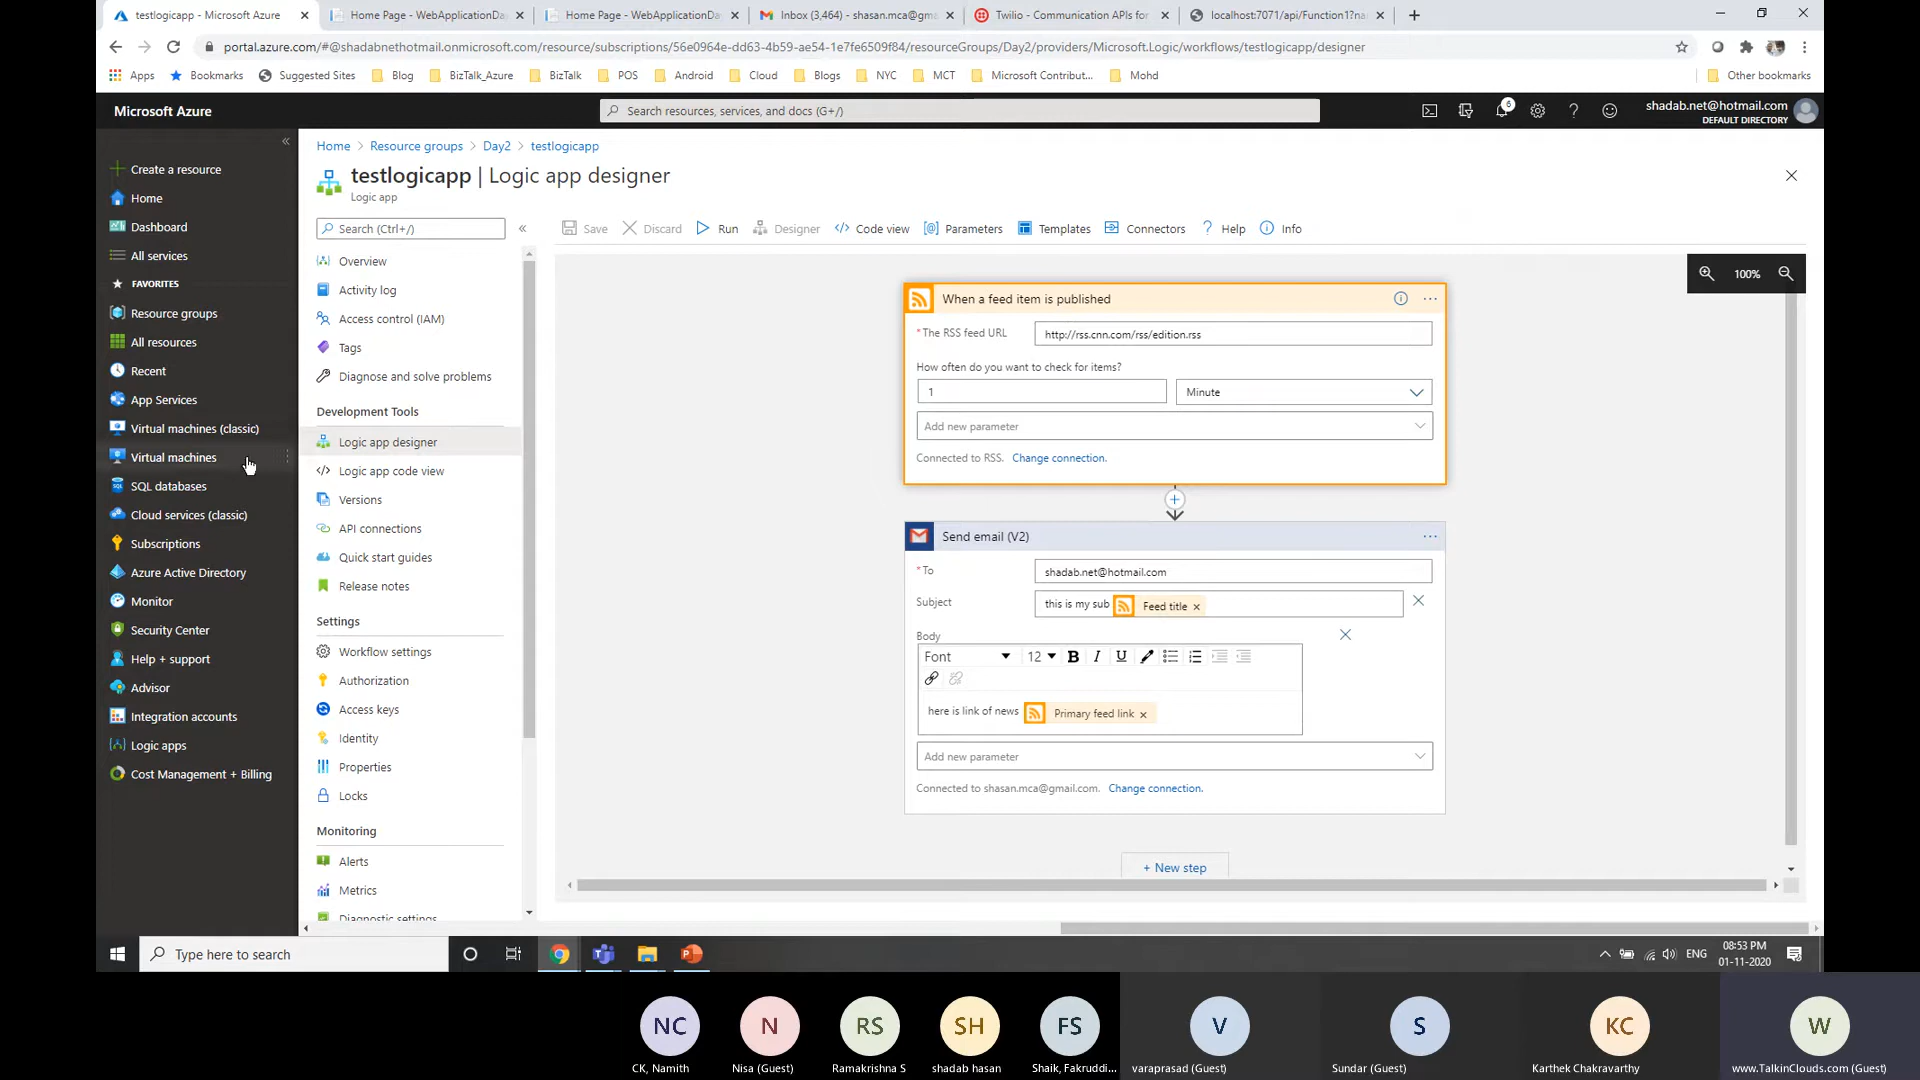 testlogicapp - Microsoft Azure
Home Page - WebApplicationDa
Home Page - WebApplicationDa
Inbox (3,464) - shasan.mca@gm
Twilio - Communication APIs for
localhost:7071/api/Function1?na
portal.azure.com/#@shadabnethotmail.onmicrosoft.com/resource/subscriptions/56e0964e-dd63-4b59-ae54-1e7fe6509f84/resourceGroups/Day2/providers/Microsoft.Logic/workflows/testlogicapp/designer
Apps
Bookmarks
Suggested Sites
Blog
BizTalk_Azure
BizTalk
POS
Android
Cloud
Blogs
NYC
MCT
Microsoft Contribut...
Mohd
Other bookmarks
Microsoft Azure
Search resources, services, and docs (G+/)
6
shadab.net@hotmail.com
DEFAULT DIRECTORY
Create a resource
Home
Dashboard
All services
FAVORITES
Resource groups
All resources
Recent
App Services
Virtual machines (classic)
Virtual machines
SQL databases
Cloud services (classic)
Subscriptions
Azure Active Directory
Monitor
Security Center
Help + support
Advisor
Integration accounts
Logic apps
Cost Management + Billing
Home > Resource groups > Day2 > testlogicapp
testlogicapp | Logic app designer
Logic app
Search (Ctrl+/)
Overview
Activity log
Access control (IAM)
Tags
Diagnose and solve problems
Development Tools
Logic app designer
Logic app code view
Versions
API connections
Quick start guides
Release notes
Settings
Workflow settings
Authorization
Access keys
Identity
Properties
Locks
Monitoring
Alerts
Metrics
Diagnostic settings
Save
Discard
Run
Designer
Code view
Parameters
Templates
Connectors
Help
Info
100%
When a feed item is published
*The RSS feed URL
http://rss.cnn.com/rss/edition.rss
How often do you want to check for items?
1
Minute
Add new parameter
Connected to RSS. Change connection.
Send email (V2)
*To
shadab.net@hotmail.com
Subject
this is my sub Feed title
Body
Font
12
B I U
here is link of news Primary feed link
Add new parameter
Connected to shasan.mca@gmail.com. Change connection.
+ New step
Type here to search
ENG
08:53 PM
01-11-2020
NC
CK, Namith
N
Nisa (Guest)
RS
Ramakrishna S
SH
shadab hasan
FS
Shaik, Fakruddi...
V
varaprasad (Guest)
S
Sundar (Guest)
KC
Karthek Chakravarthy
W
www.TalkinClouds.com (Guest)